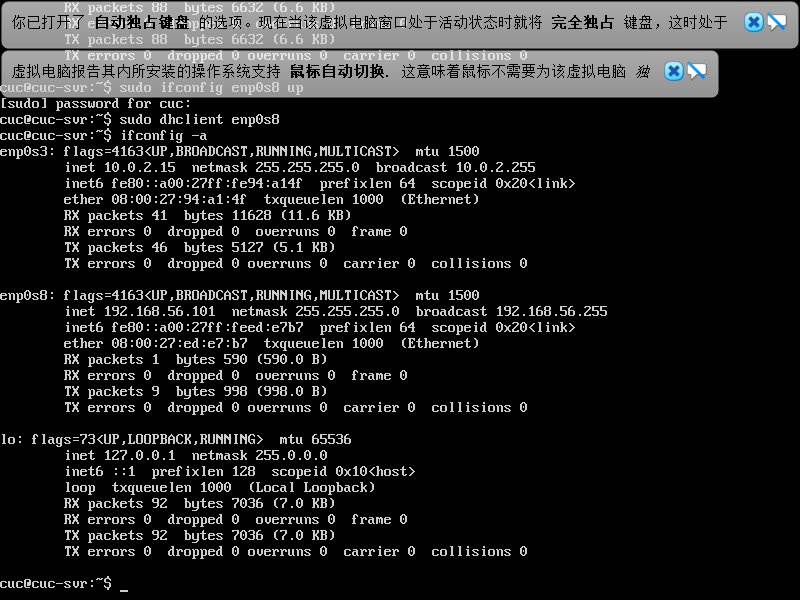 RX packets 88  bytes 6632 (6.6 KB)
你已打开了 自动独占键盘 的选项。现在当该虚拟电脑窗口处于活动状态时就将 完全独占 键盘，这时处于
TX packets 88  bytes 6632 (6.6 KB)
TX errors 0  dropped 0 overruns 0  carrier 0  collisions 0
虚拟电脑报告其内所安装的操作系统支持 鼠标自动切换. 这意味着鼠标不需要为该虚拟电脑 独
cuc@cuc-svr:~$ sudo ifconfig enp0s8 up
[sudo] password for cuc:
cuc@cuc-svr:~$ sudo dhclient enp0s8
cuc@cuc-svr:~$ ifconfig -a
enp0s3: flags=4163<UP,BROADCAST,RUNNING,MULTICAST>  mtu 1500
        inet 10.0.2.15  netmask 255.255.255.0  broadcast 10.0.2.255
        inet6 fe80::a00:27ff:fe94:a14f  prefixlen 64  scopeid 0x20<link>
        ether 08:00:27:94:a1:4f  txqueuelen 1000  (Ethernet)
        RX packets 41  bytes 11628 (11.6 KB)
        RX errors 0  dropped 0  overruns 0  frame 0
        TX packets 46  bytes 5127 (5.1 KB)
        TX errors 0  dropped 0 overruns 0  carrier 0  collisions 0
enp0s8: flags=4163<UP,BROADCAST,RUNNING,MULTICAST>  mtu 1500
        inet 192.168.56.101  netmask 255.255.255.0  broadcast 192.168.56.255
        inet6 fe80::a00:27ff:feed:e7b7  prefixlen 64  scopeid 0x20<link>
        ether 08:00:27:ed:e7:b7  txqueuelen 1000  (Ethernet)
        RX packets 1  bytes 590 (590.0 B)
        RX errors 0  dropped 0  overruns 0  frame 0
        TX packets 9  bytes 998 (998.0 B)
        TX errors 0  dropped 0 overruns 0  carrier 0  collisions 0
lo: flags=73<UP,LOOPBACK,RUNNING>  mtu 65536
        inet 127.0.0.1  netmask 255.0.0.0
        inet6 ::1  prefixlen 128  scopeid 0x10<host>
        loop  txqueuelen 1000  (Local Loopback)
        RX packets 92  bytes 7036 (7.0 KB)
        RX errors 0  dropped 0  overruns 0  frame 0
        TX packets 92  bytes 7036 (7.0 KB)
        TX errors 0  dropped 0 overruns 0  carrier 0  collisions 0
cuc@cuc-svr:~$ _